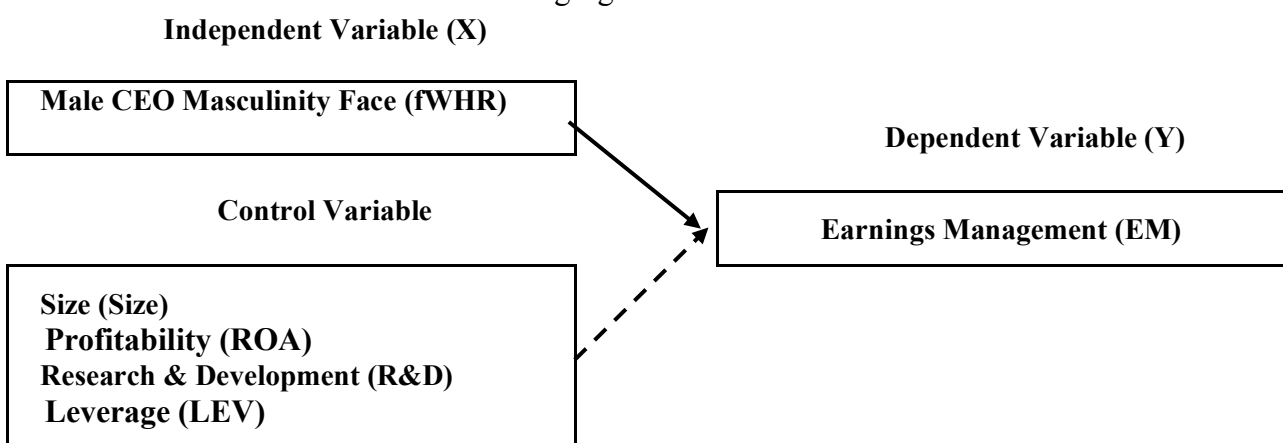 Independent Variable (X)
Male CEO Masculinity Face (fWHR)
Dependent Variable (Y)
Control Variable
Earnings Management (EM)
Size (Size)
Profitability (ROA)
Research & Development (R&D)
Leverage (LEV)